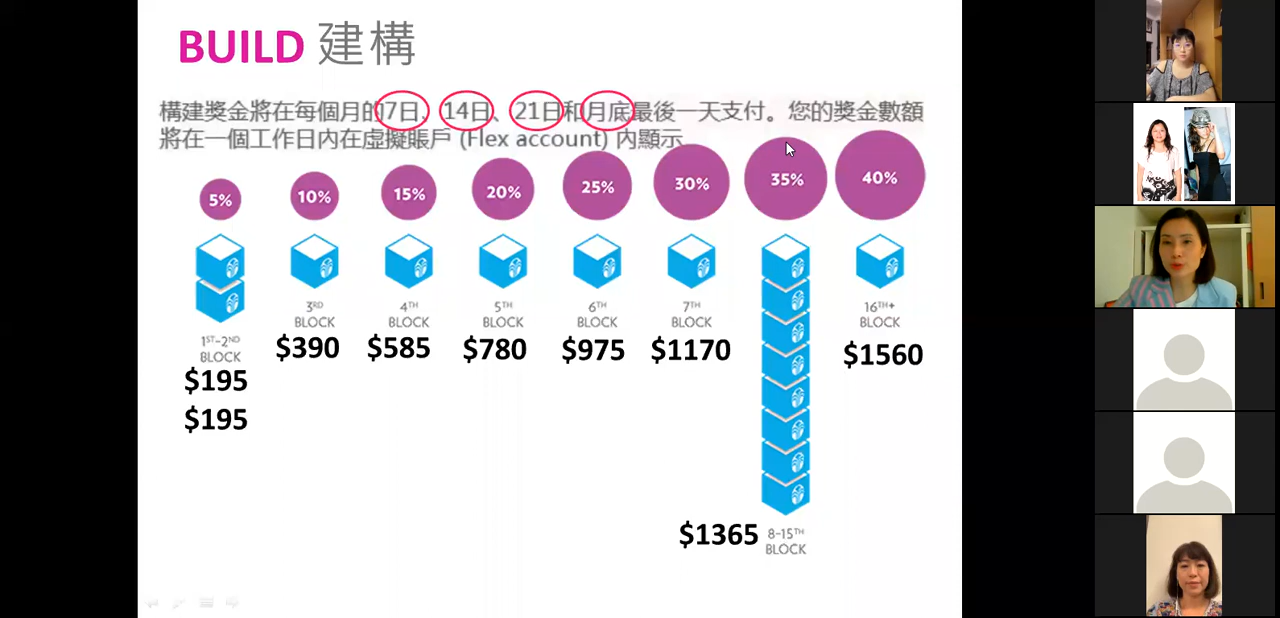 BUILD 建構
構建獎金將在每個月的7日、14日、21日和月底最後一天支付。您的獎金數額
將在一個工作日內在虛擬賬戶 (Flex account) 內顯示
5% 10% 15% 20% 25% 30% 35% 40%
3RD 4TH 5TH 6TH 7TH 16TH+
BLOCK BLOCK BLOCK BLOCK BLOCK BLOCK
1ST-2ND
BLOCK
$390 $585 $780 $975 $1170 $1560
$195
$195
$1365 8-15TH
BLOCK